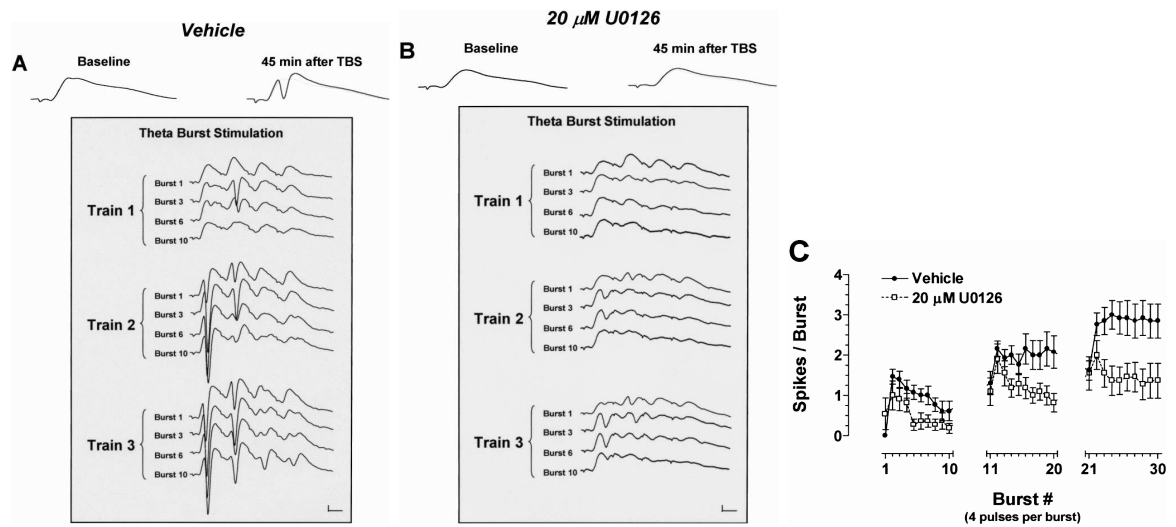 Vehicle
A
Baseline
45 min after TBS
Theta Burst Stimulation
Train 1
Burst 1
Burst 3
Burst 6
Burst 10
Train 2
Burst 1
Burst 3
Burst 6
Burst 10
Train 3
Burst 1
Burst 3
Burst 6
Burst 10
20 µM U0126
B
Baseline
45 min after TBS
Theta Burst Stimulation
Train 1
Burst 1
Burst 3
Burst 6
Burst 10
Train 2
Burst 1
Burst 3
Burst 6
Burst 10
Train 3
Burst 1
Burst 3
Burst 6
Burst 10
C
Vehicle
20 µM U0126
Spikes / Burst
4
3
2
1
0
1 10 11 20 21 30
Burst #
(4 pulses per burst)